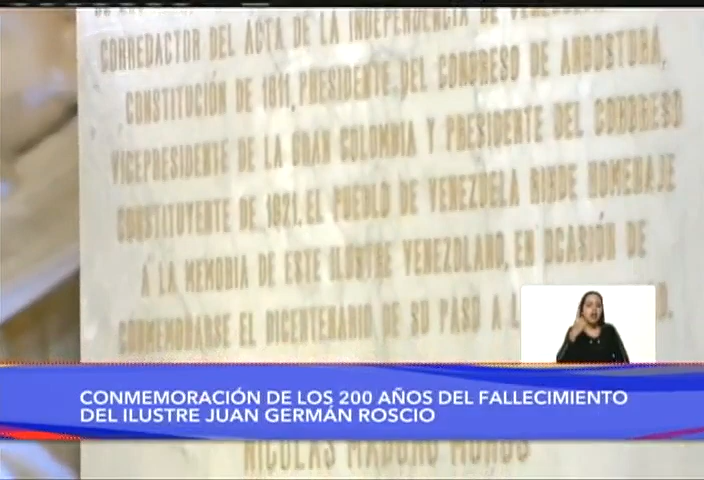 CORREDACTOR DEL ACTA DE LA INDEPENDENCIA DE VENEZUELA
CONSTITUCIÓN DE 1811, PRESIDENTE DEL CONGRESO DE ANGOSTURA,
VICEPRESIDENTE DE LA GRAN COLOMBIA Y PRESIDENTE DEL CONGRESO
CONSTITUYENTE DE 1821. EL PUEBLO DE VENEZUELA RINDE HOMENAJE
A LA MEMORIA DE ESTE ILUSTRE VENEZOLANO, EN OCASIÓN DE
CONMEMORARSE EL BICENTENARIO DE SU PASO A
CONMEMORACIÓN DE LOS 200 AÑOS DEL FALLECIMIENTO
DEL ILUSTRE JUAN GERMÁN ROSCIO
NICOLÁS MADURO MOROS